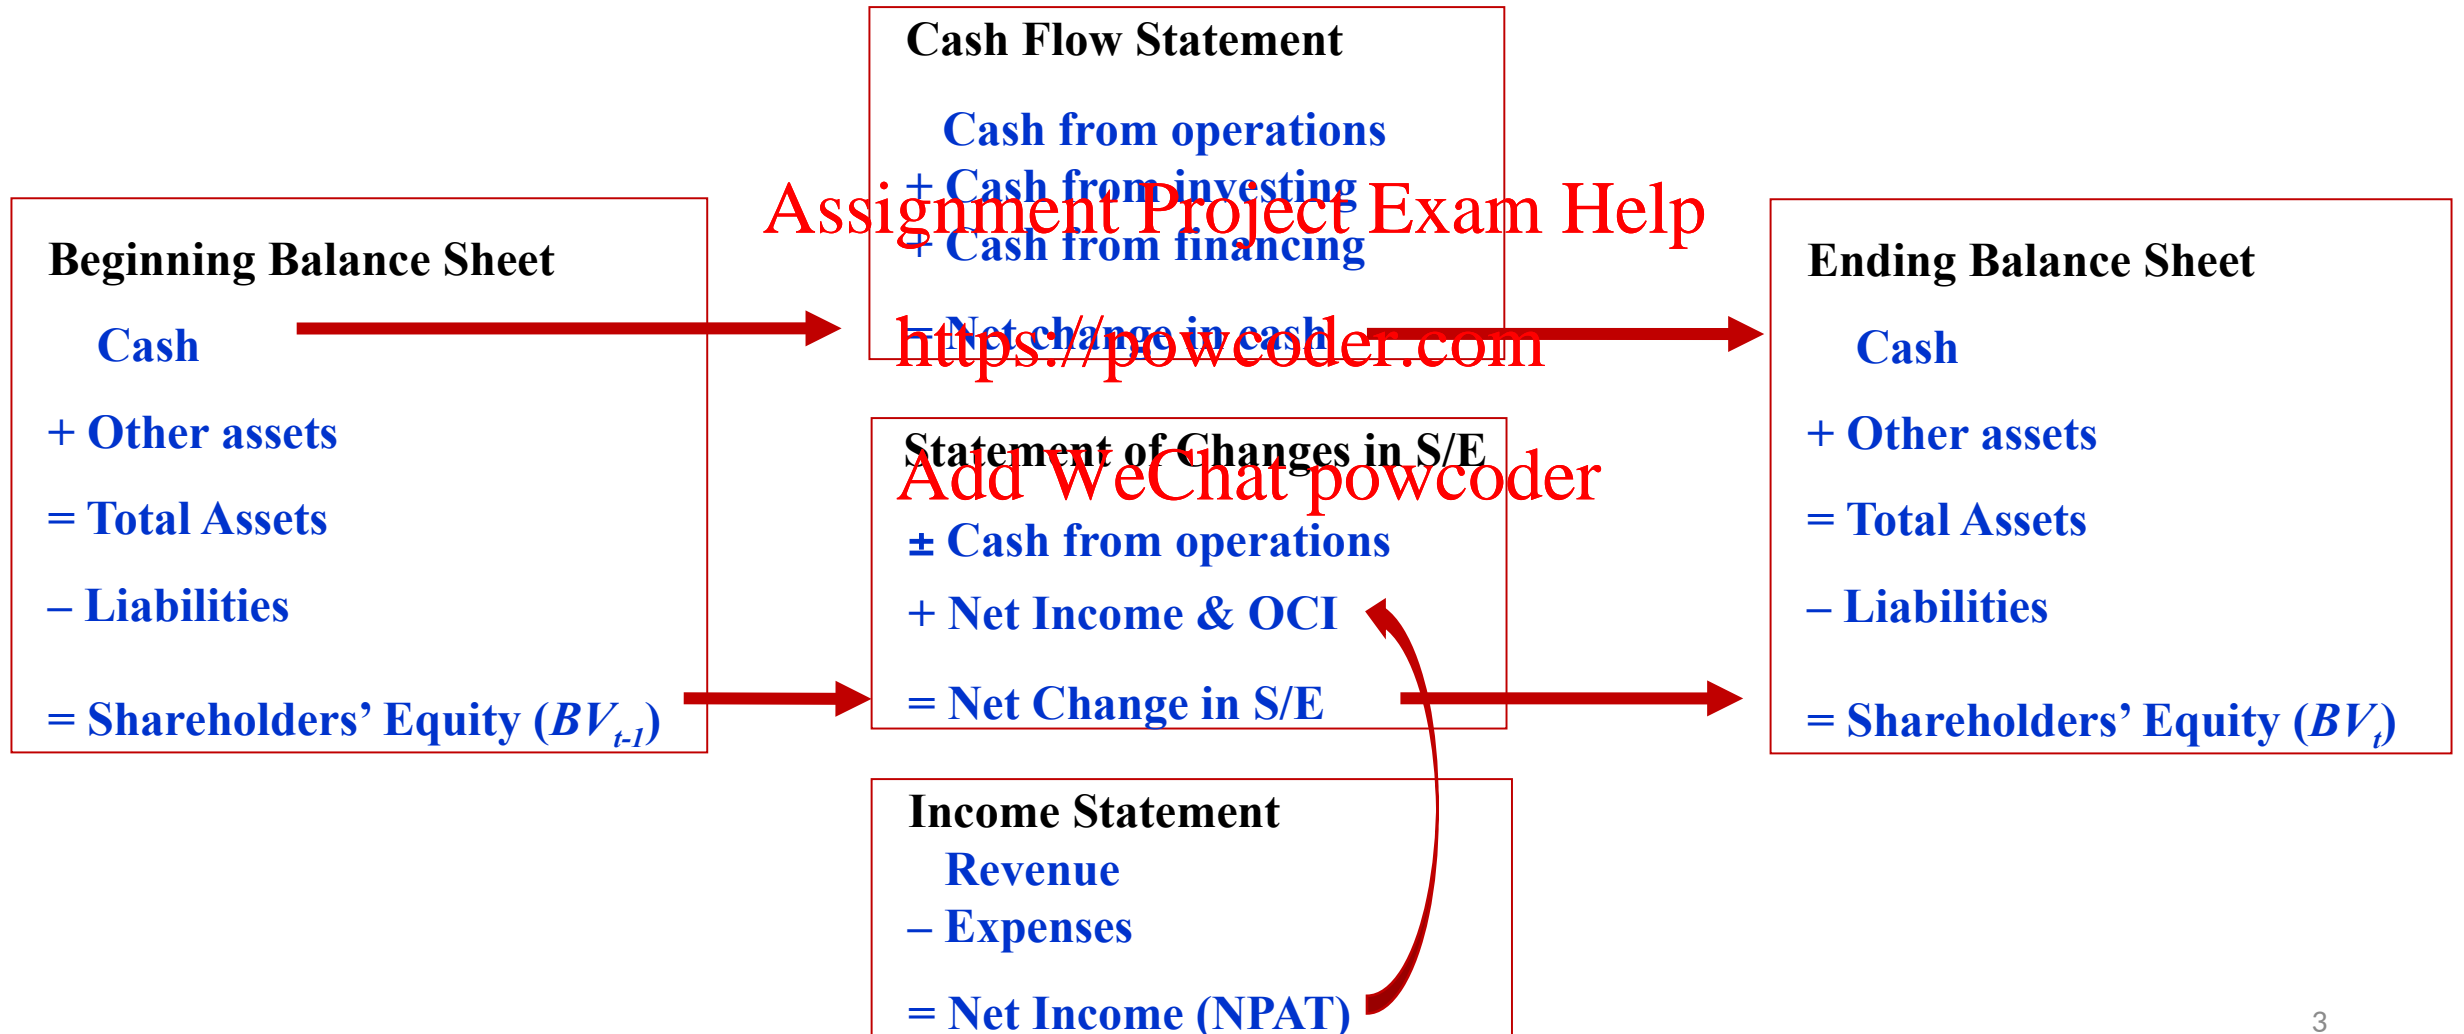 Cash Flow Statement
Cash from operations
+ Cash from investing
+ Cash from financing
= Net change in cash
Assignment Project Exam Help
https://powcoder.com
Add WeChat powcoder
Beginning Balance Sheet
Cash
+ Other assets
= Total Assets
– Liabilities
= Shareholders’ Equity (BVt-1)
Statement of Changes in S/E
± Cash from operations
+ Net Income & OCI
= Net Change in S/E
Income Statement
Revenue
– Expenses
= Net Income (NPAT)
Ending Balance Sheet
Cash
+ Other assets
= Total Assets
– Liabilities
= Shareholders’ Equity (BVt)
3